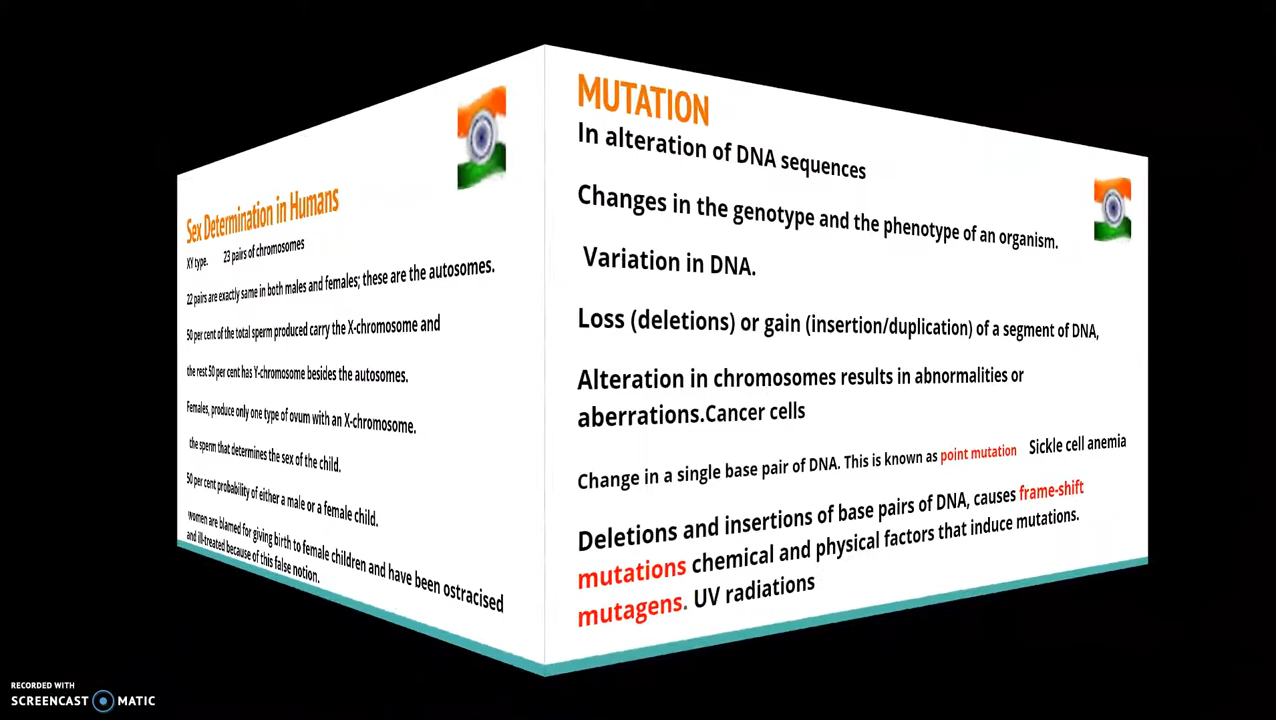 Sex Determination in Humans
XY type. 23 pairs of chromosomes
22 pairs are exactly same in both males and females; these are the autosomes.
50 per cent of the total sperm produced carry the X-chromosome and
the rest 50 per cent has Y-chromosome besides the autosomes.
Females, produce only one type of ovum with an X-chromosome.
the sperm that determines the sex of the child.
50 per cent probability of either a male or a female child.
women are blamed for giving birth to female children and have been ostracised
and ill-treated because of this false notion.
MUTATION
In alteration of DNA sequences
Changes in the genotype and the phenotype of an organism.
Variation in DNA.
Loss (deletions) or gain (insertion/duplication) of a segment of DNA,
Alteration in chromosomes results in abnormalities or
aberrations.Cancer cells
Change in a single base pair of DNA. This is known as point mutation Sickle cell anemia
Deletions and insertions of base pairs of DNA, causes frame-shift
mutations chemical and physical factors that induce mutations.
mutagens. UV radiations
RECORDED WITH
SCREENCAST MATIC